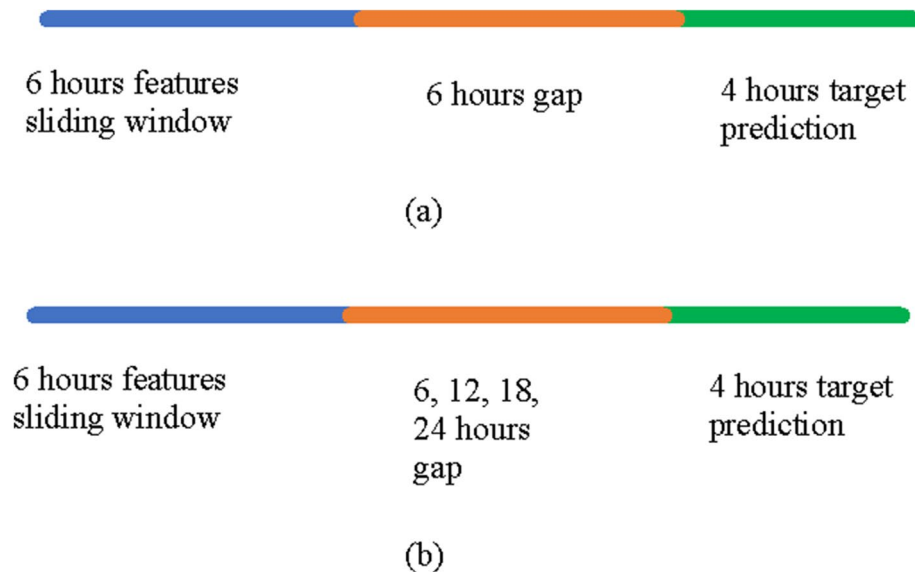 6 hours features
sliding window
6 hours gap
4 hours target
prediction
(a)
6 hours features
sliding window
6, 12, 18,
24 hours
gap
4 hours target
prediction
(b)